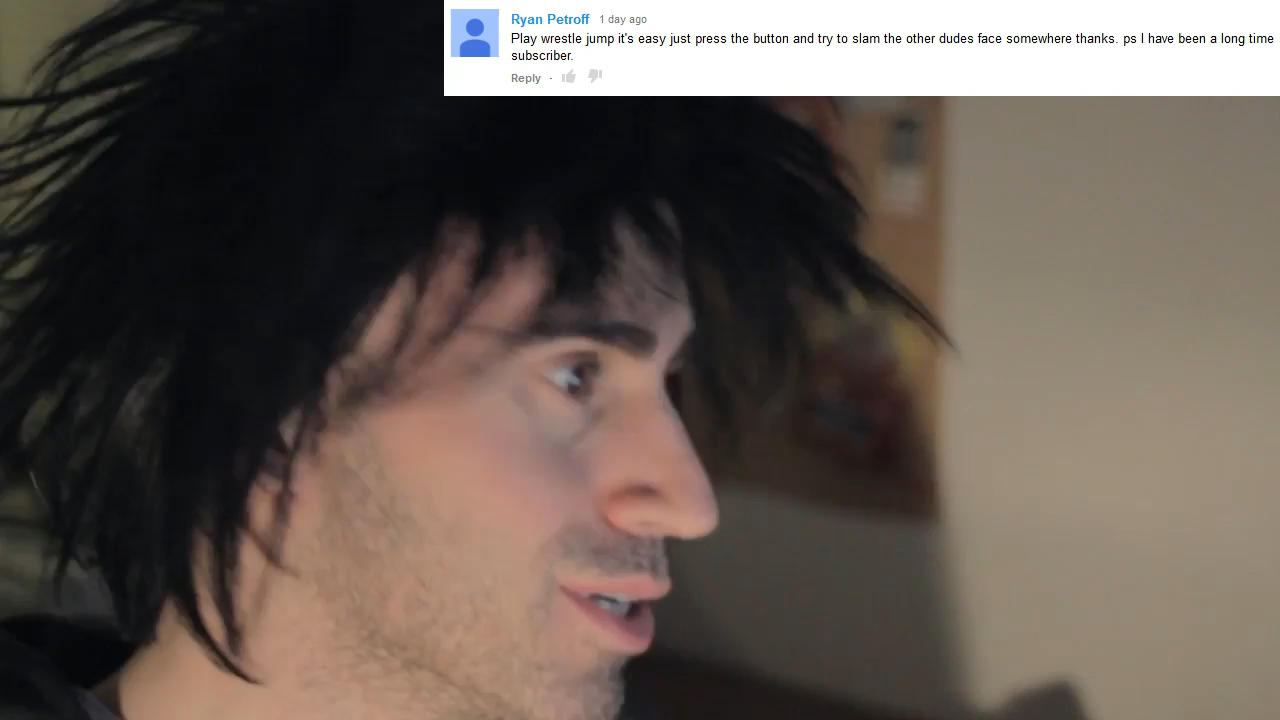 Ryan Petroff 1 day ago
Play wrestle jump it's easy just press the button and try to slam the other dudes face somewhere thanks. ps I have been a long time
subscriber.
Reply ·